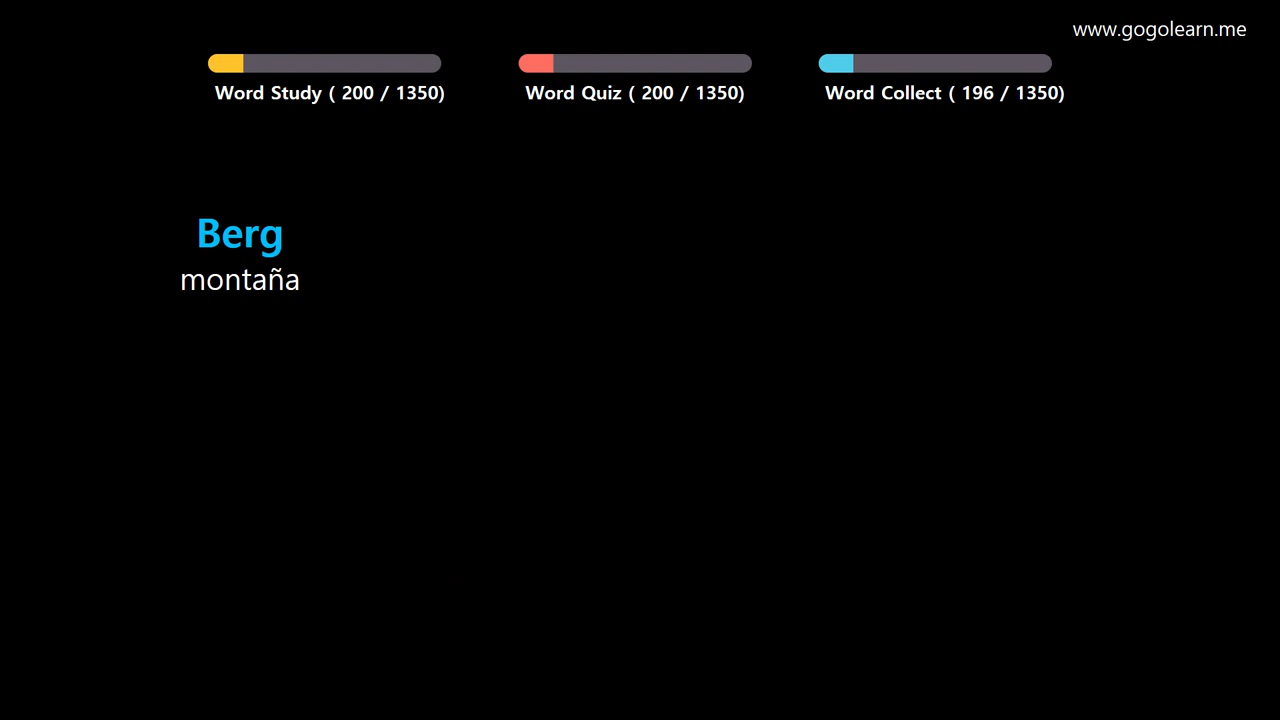 www.gogolearn.me
Word Study ( 200 / 1350)
Word Quiz ( 200 / 1350)
Word Collect ( 196 / 1350)
Berg
montaña